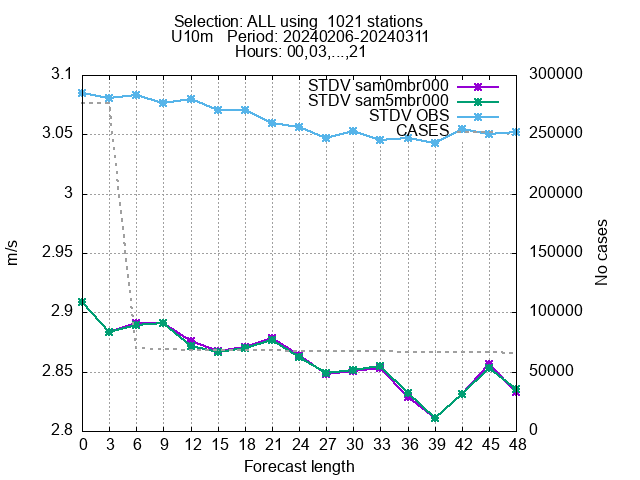 Selection: ALL using  1021 stations
U10m   Period: 20240206-20240311
Hours: 00,03,...,21
3.1
3.05
3
2.95
2.9
2.85
2.8
m/s
300000
250000
200000
150000
100000
50000
0
No cases
STDV sam0mbr000
STDV sam5mbr000
STDV OBS
CASES
0 3 6 9 12 15 18 21 24 27 30 33 36 39 42 45 48
Forecast length